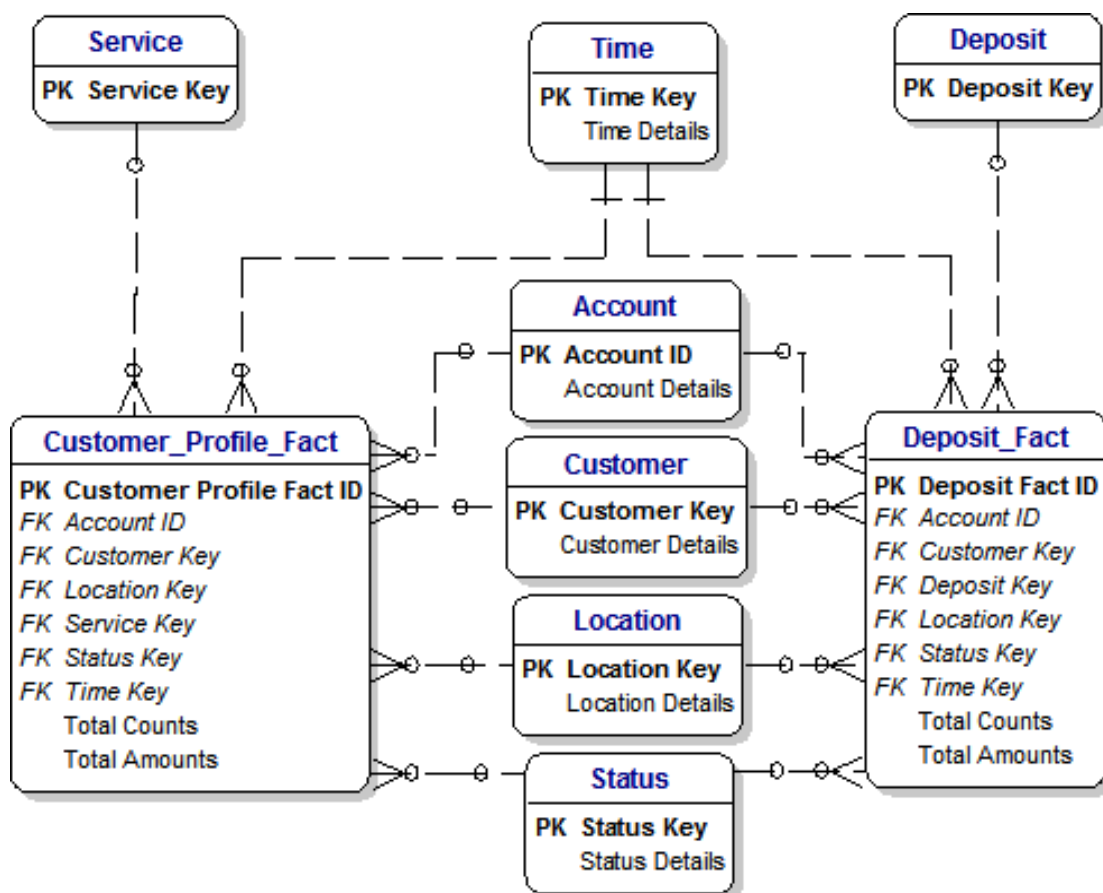 Service
PK Service Key
Time
PK Time Key
Time Details
Deposit
PK Deposit Key
Account
PK Account ID
Account Details
Customer_Profile_Fact
PK Customer Profile Fact ID
FK Account ID
FK Customer Key
FK Location Key
FK Service Key
FK Status Key
FK Time Key
Total Counts
Total Amounts
Customer
PK Customer Key
Customer Details
Location
PK Location Key
Location Details
Status
PK Status Key
Status Details
Deposit_Fact
PK Deposit Fact ID
FK Account ID
FK Customer Key
FK Deposit Key
FK Location Key
FK Status Key
FK Time Key
Total Counts
Total Amounts